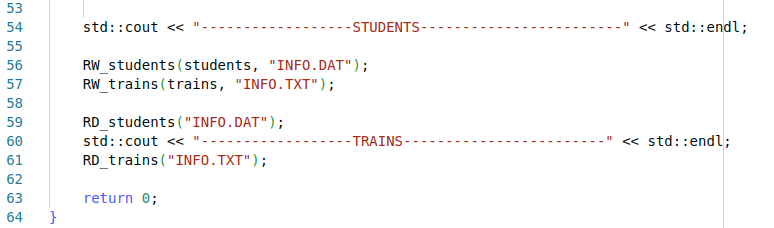 53
54 std::cout << "------------------STUDENTS------------------------" << std::endl;
55
56 RW_students(students, "INFO.DAT");
57 RW_trains(trains, "INFO.TXT");
58
59 RD_students("INFO.DAT");
60 std::cout << "------------------TRAINS------------------------" << std::endl;
61 RD_trains("INFO.TXT");
62
63 return 0;
64 }